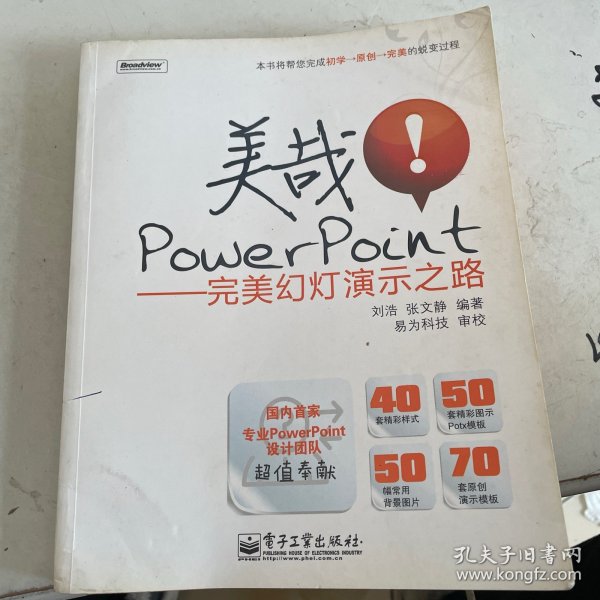 Broadview
本书将帮您完成初学→原创→完美的蜕变过程
美哉!
PowerPoint
——完美幻灯演示之路
刘浩 张文静 编著
易为科技 审校
国内首家
专业PowerPoint
设计团队
超值奉献
40
套精彩样式
50
套精彩图示
Potx模板
50
幅常用
背景图片
70
套原创
演示模板
電子工業出版社
PUBLISHING HOUSE OF ELECTRONICS INDUSTRY
http://www.phei.com.cn
孔夫子旧书网
www.kongfz.com